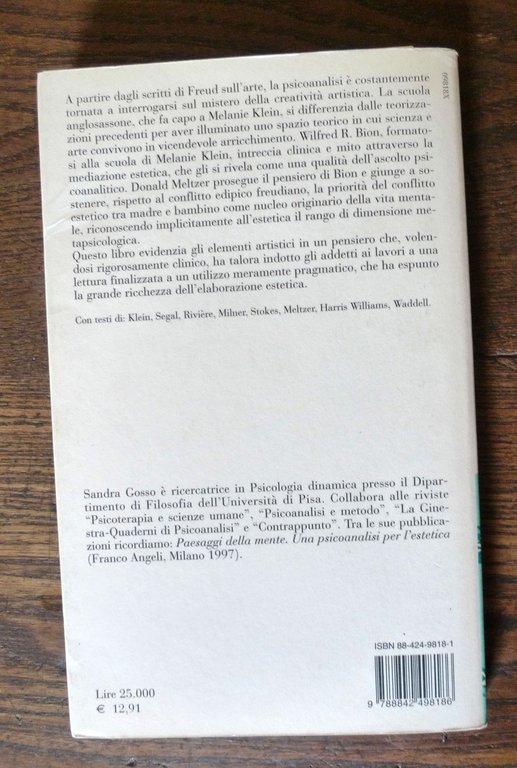 A partire dagli scritti di Freud sull'arte, la psicoanalisi è costantemente
tornata a interrogarsi sul mistero della creatività artistica. La scuola
anglosassone, che fa capo a Melanie Klein, si differenzia dalle teorizza-
zioni precedenti per aver illuminato uno spazio teorico in cui scienza e
arte convivono in vicendevole arricchimento. Wilfred R. Bion, formato-
si alla scuola di Melanie Klein, intreccia clinica e mito attraverso la
mediazione estetica, che gli si rivela come una qualità dell'ascolto psi-
coanalitico. Donald Meltzer prosegue il pensiero di Bion e giunge a so-
stenere, rispetto al conflitto edipico freudiano, la priorità del conflitto
estetico tra madre e bambino come nucleo originario della vita menta-
le, riconoscendo implicitamente all'estetica il rango di dimensione me-
tapsicologica.
Questo libro evidenzia gli elementi artistici in un pensiero che, volen-
dosi rigorosamente clinico, ha talora indotto gli addetti ai lavori a una
lettura finalizzata a un utilizzo meramente pragmatico, che ha espunto
la grande ricchezza dell'elaborazione estetica.
Con testi di: Klein, Segal, Rivière, Milner, Stokes, Meltzer, Harris Williams, Waddell.
X81869
Sandra Gosso è ricercatrice in Psicologia dinamica presso il Dipar-
timento di Filosofia dell'Università di Pisa. Collabora alle riviste
"Psicoterapia e scienze umane", "Psicoanalisi e metodo", "La Gine-
stra-Quaderni di Psicoanalisi" e "Contrappunto". Tra le sue pubblica-
zioni ricordiamo: Paesaggi della mente. Una psicoanalisi per l'estetica
(Franco Angeli, Milano 1997).
ISBN 88-424-9818-1
9 788842 498186
Lire 25.000
€ 12,91